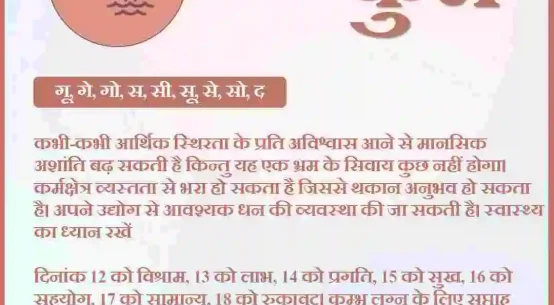 गू, गे, गो, स, सी, सू, से, सो, द
कभी-कभी आर्थिक स्थिरता के प्रति अविश्वास आने से मानसिक
अशांति बढ़ सकती है किन्तु यह एक भ्रम के सिवाय कुछ नहीं होगा।
कर्मक्षेत्र व्यस्तता से भरा हो सकता है जिससे थकान अनुभव हो सकता
है। अपने उद्योग से आवश्यक धन की व्यवस्था की जा सकती है। स्वास्थ्य
का ध्यान रखें
दिनांक 12 को विश्राम, 13 को लाभ, 14 को प्रगति, 15 को सुख, 16 को
सहयोग, 17 को सामान्य, 18 को रुकावट। कुम्भ लग्न के लिए सप्ताह